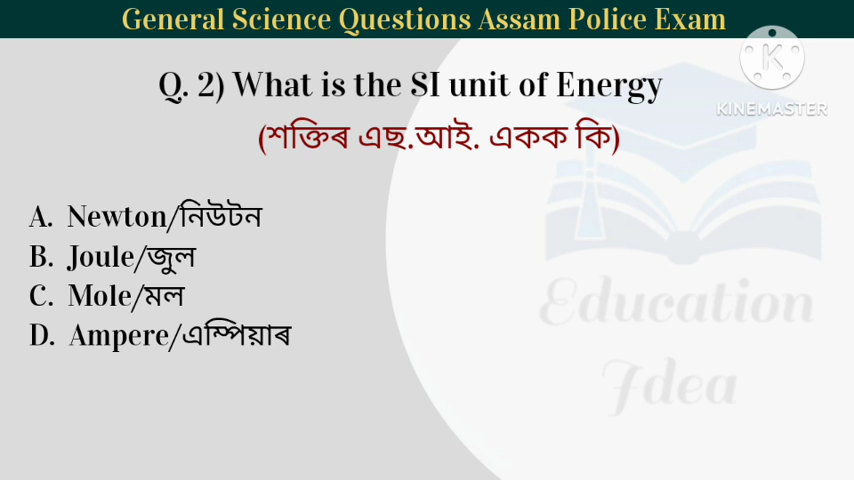 General Science Questions Assam Police Exam
KINEMASTER
Q. 2) What is the SI unit of Energy
(শক্তিৰ এছ.আই. একক কি)
A. Newton/নিউটন
B. Joule/জুল
C. Mole/মল
D. Ampere/এম্পিয়াৰ
Education
Idea